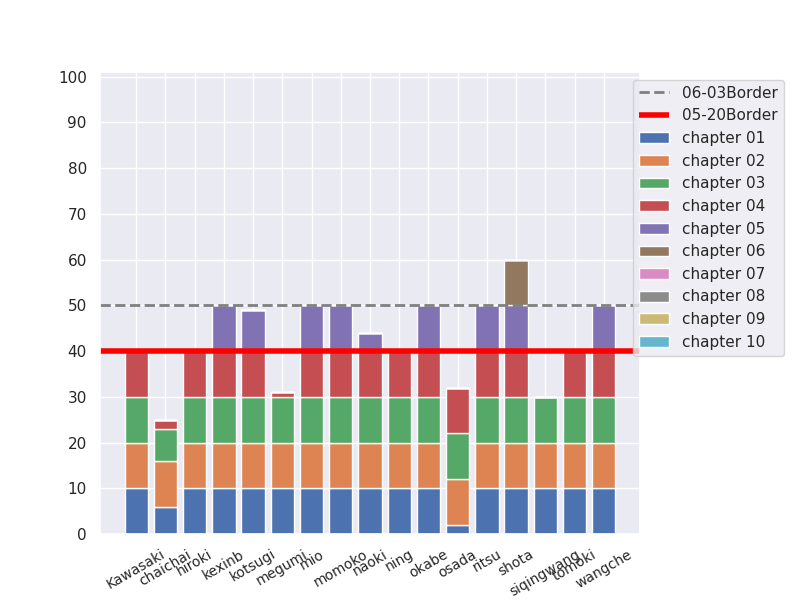 100
90
80
70
60
50
40
30
20
10
0
06-03Border
05-20Border
chapter 01
chapter 02
chapter 03
chapter 04
chapter 05
chapter 06
chapter 07
chapter 08
chapter 09
chapter 10
Kawasaki
chaichai
hiroki
kexinb
kotsugi
megumi
mio
momoko
naoki
ning
okabe
osada
ritsu
shota
siqingwang
tomoki
wangche